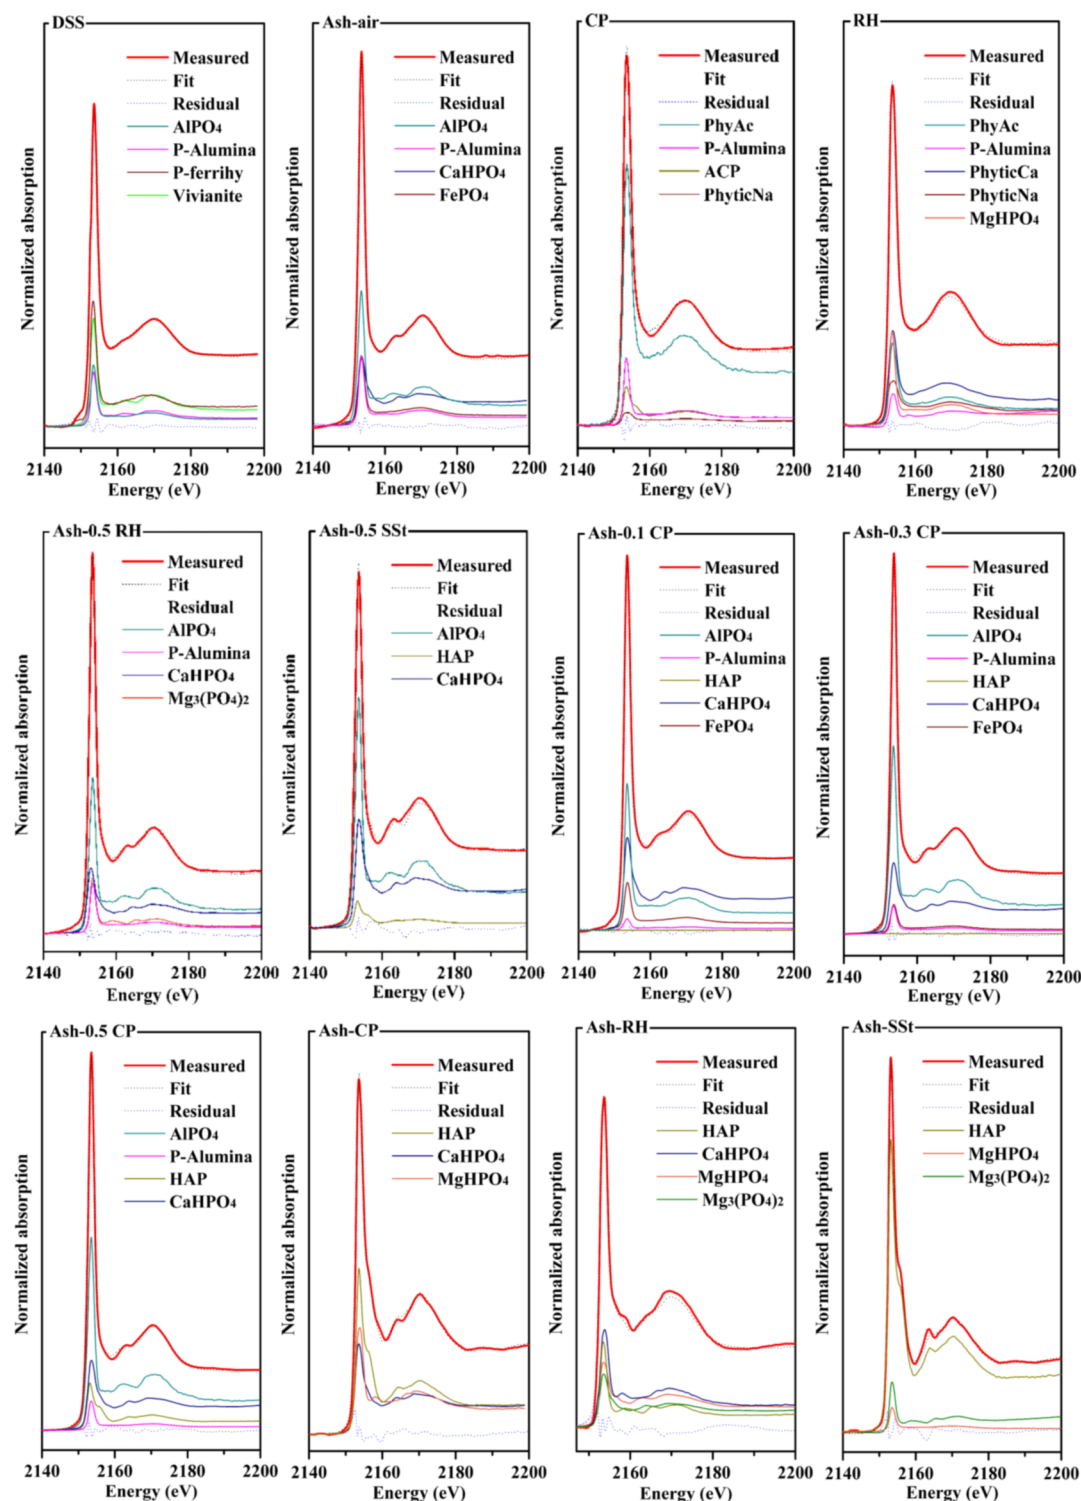 DSS
Measured
Fit
Residual
AlPO4
P-Alumina
P-ferrihy
Vivianite
Normalized absorption
2140 2160 2180 2200
Energy (eV)
Ash-air
Measured
Fit
Residual
AlPO4
P-Alumina
CaHPO4
FePO4
Normalized absorption
2140 2160 2180 2200
Energy (eV)
CP
Measured
Fit
Residual
PhyAc
P-Alumina
ACP
PhyticNa
Normalized absorption
2140 2160 2180 2200
Energy (eV)
RH
Measured
Fit
Residual
PhyAc
P-Alumina
PhyticCa
PhyticNa
MgHPO4
Normalized absorption
2140 2160 2180 2200
Energy (eV)
Ash-0.5 RH
Measured
Fit
Residual
AlPO4
P-Alumina
CaHPO4
Mg3(PO4)2
Normalized absorption
2140 2160 2180 2200
Energy (eV)
Ash-0.5 SSt
Measured
Fit
Residual
AlPO4
HAP
CaHPO4
Normalized absorption
2140 2160 2180 2200
Energy (eV)
Ash-0.1 CP
Measured
Fit
Residual
AlPO4
P-Alumina
HAP
CaHPO4
FePO4
Normalized absorption
2140 2160 2180 2200
Energy (eV)
Ash-0.3 CP
Measured
Fit
Residual
AlPO4
P-Alumina
HAP
CaHPO4
FePO4
Normalized absorption
2140 2160 2180 2200
Energy (eV)
Ash-0.5 CP
Measured
Fit
Residual
AlPO4
P-Alumina
HAP
CaHPO4
Normalized absorption
2140 2160 2180 2200
Energy (eV)
Ash-CP
Measured
Fit
Residual
HAP
CaHPO4
MgHPO4
Normalized absorption
2140 2160 2180 2200
Energy (eV)
Ash-RH
Measured
Fit
Residual
HAP
CaHPO4
MgHPO4
Mg3(PO4)2
Normalized absorption
2160 2180 2200
Energy (eV)
Ash-SSt
Measured
Fit
Residual
HAP
MgHPO4
Mg3(PO4)2
Normalized absorption
2140 2160 2180 2200
Energy (eV)